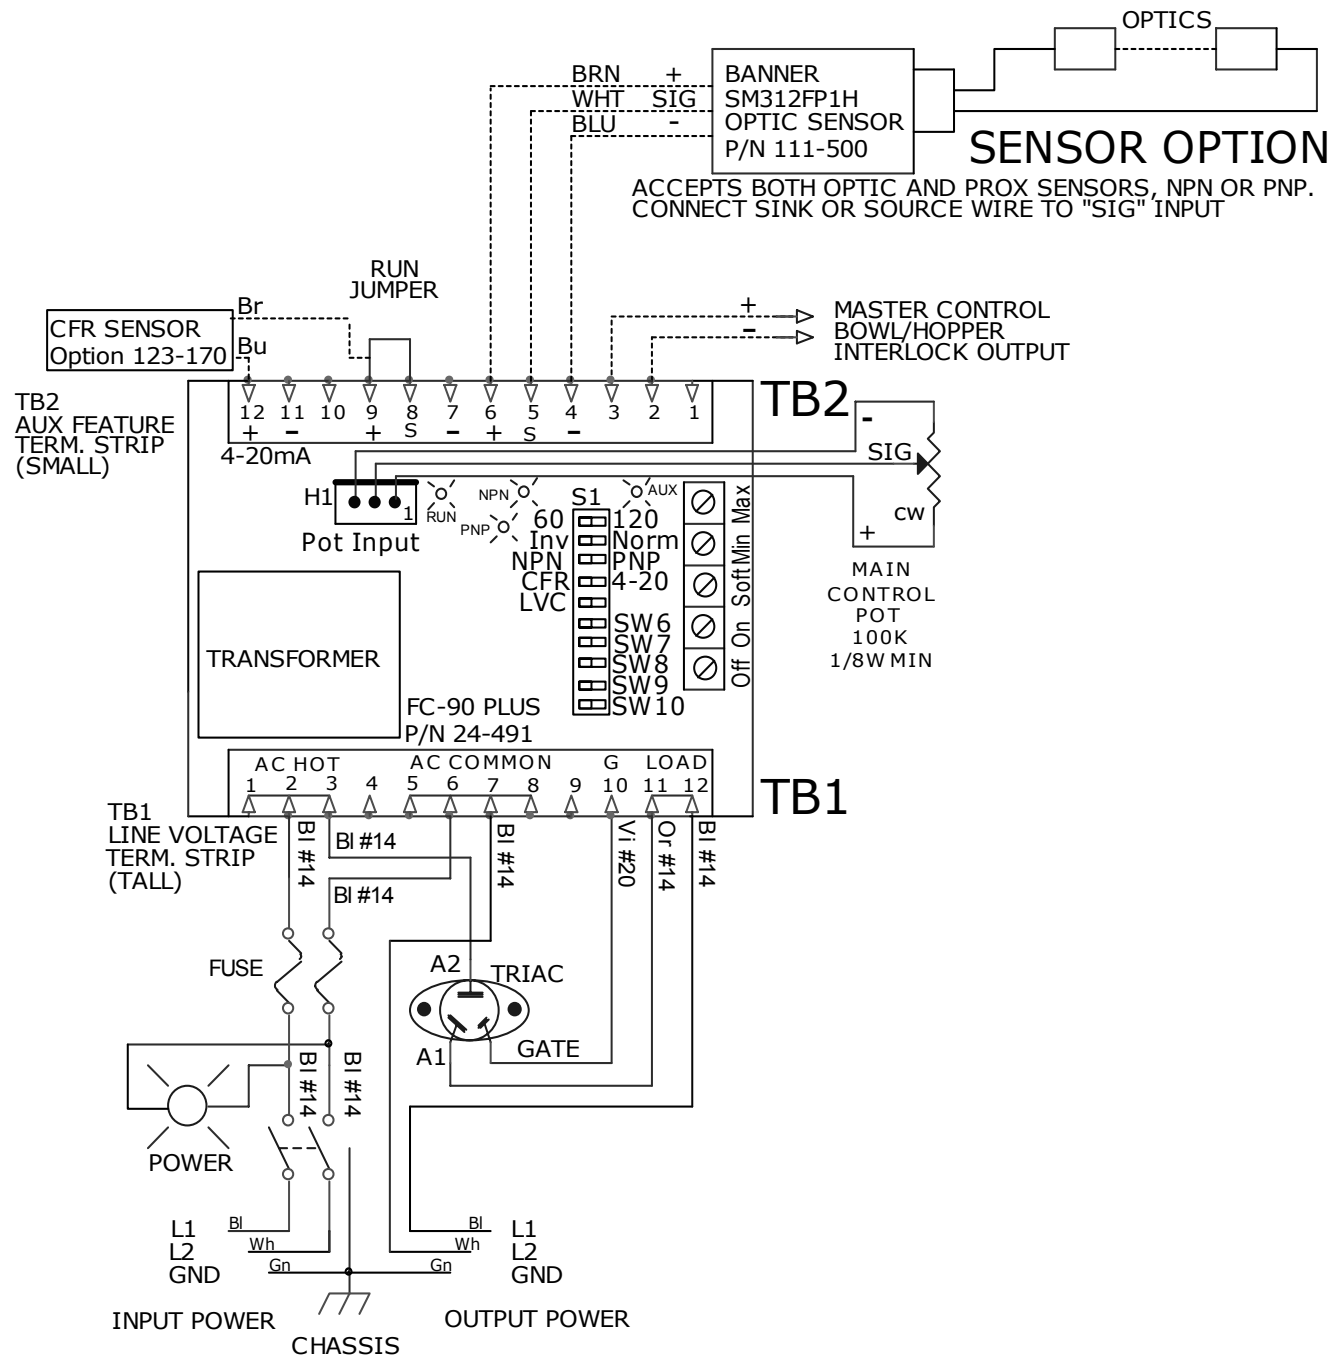 OPTICS
BRN +
WHT SIG
BLU -
BANNER
SM312FP1H
OPTIC SENSOR
P/N 111-500
SENSOR OPTION
ACCEPTS BOTH OPTIC AND PROX SENSORS, NPN OR PNP.
CONNECT SINK OR SOURCE WIRE TO "SIG" INPUT
RUN
JUMPER
Br
CFR SENSOR
Option 123-170
Bu
+
-
MASTER CONTROL
BOWL/HOPPER
INTERLOCK OUTPUT
TB2
TB2
AUX FEATURE
TERM. STRIP
(SMALL)
12 11 10 9 8 7 6 5 4 3 2 1
+ - + S - + S -
4-20mA
-
SIG
cw
+
MAIN
CONTROL
POT
100K
1/8W MIN
H1
1
Pot Input
RUN
NPN
PNP
AUX
S1
60 120
Inv Norm
NPN PNP
CFR 4-20
LVC
SW6
SW7
SW8
SW9
SW10
Off On Soft Min Max
TRANSFORMER
FC-90 PLUS
P/N 24-491
AC HOT AC COMMON G LOAD
1 2 3 4 5 6 7 8 9 10 11 12
TB1
TB1
LINE VOLTAGE
TERM. STRIP
(TALL)
Bl #14
Bl #14
Bl #14
Bl #14
Vi #20
Or #14
Bl #14
FUSE
A2
TRIAC
A1
GATE
Bl #14
Bl #14
POWER
L1 Bl
L2 Wh
GND Gn
Bl L1
Wh L2
Gn GND
INPUT POWER
OUTPUT POWER
CHASSIS